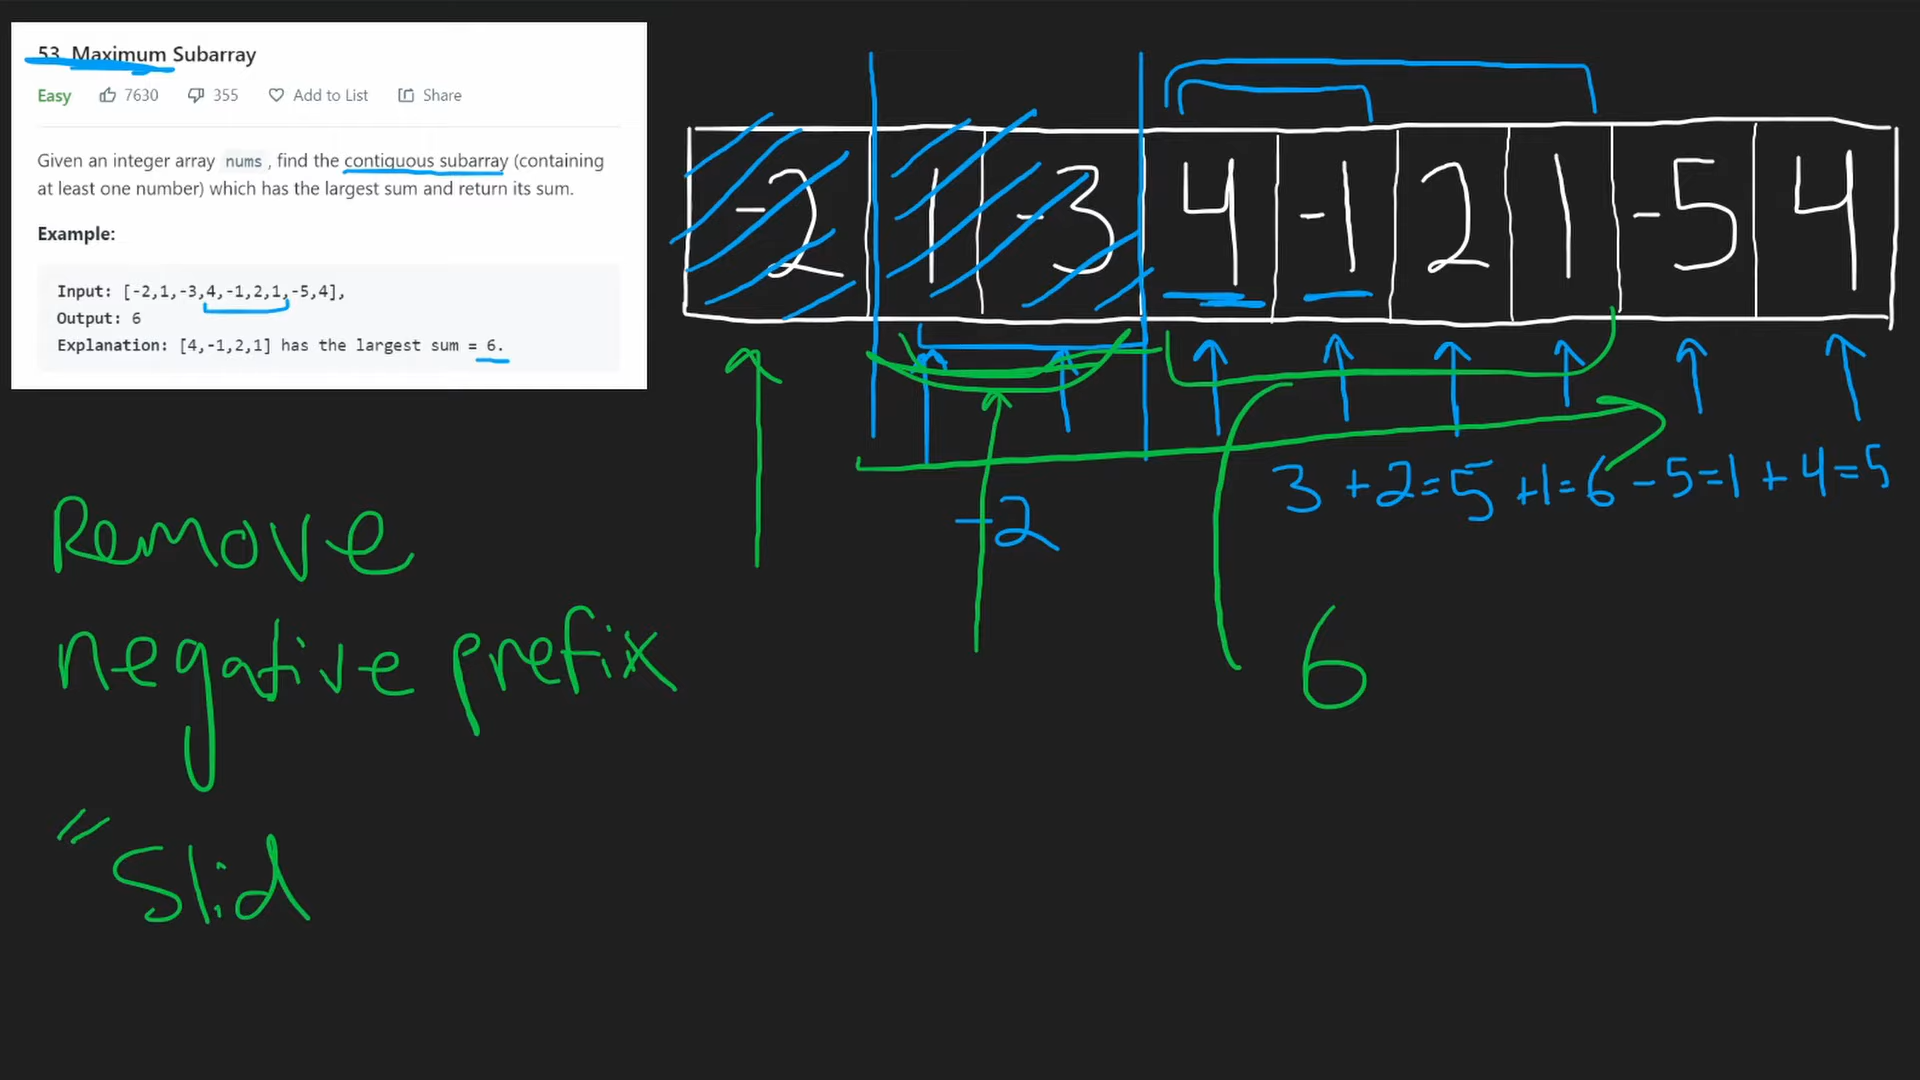 53. Maximum Subarray
Easy 7630 355 Add to List Share
Given an integer array nums, find the contiguous subarray (containing
at least one number) which has the largest sum and return its sum.
Example:
Input: [-2,1,-3,4,-1,2,1,-5,4],
Output: 6
Explanation: [4,-1,2,1] has the largest sum = 6.
-2 1 -3 4 -1 2 1 -5 4
3 +2=5 +1=6 -5=1 +4=5
-2
6
Remove
negative prefix
"Slid